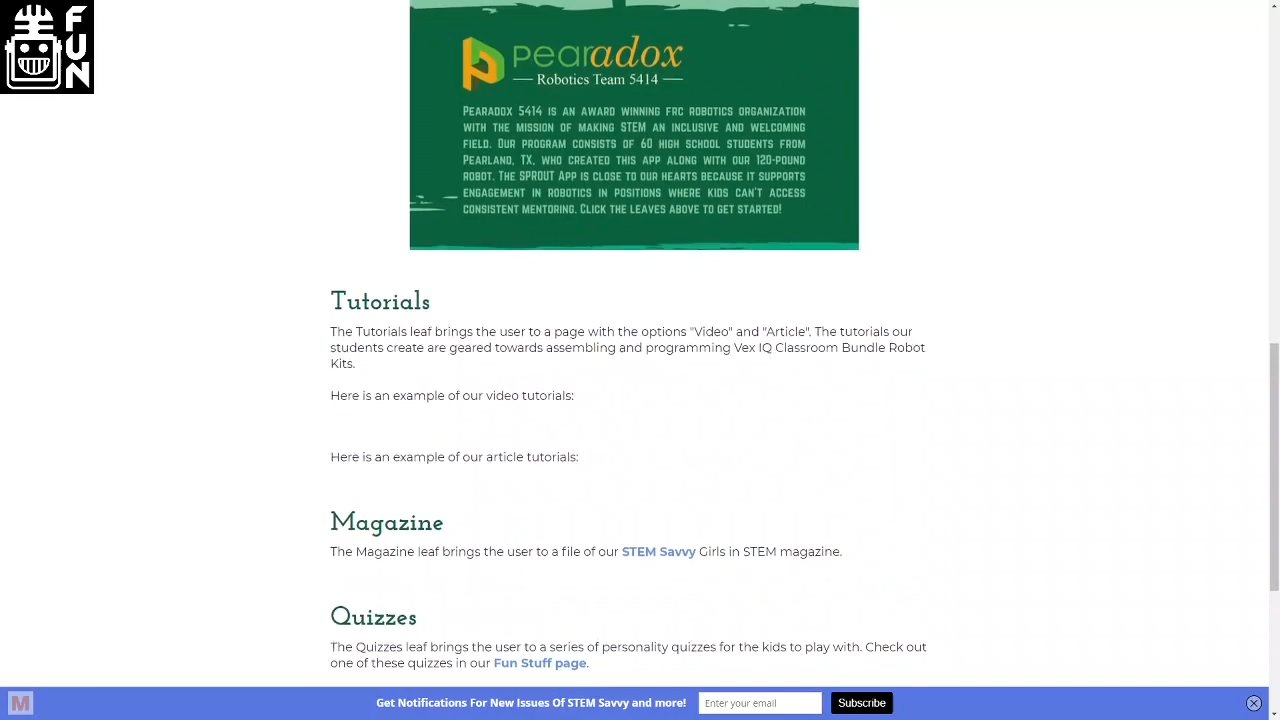 FUN
pearadox
Robotics Team 5414
PEARADOX 5414 IS AN AWARD WINNING FRC ROBOTICS ORGANIZATION
WITH THE MISSION OF MAKING STEM AN INCLUSIVE AND WELCOMING
FIELD. OUR PROGRAM CONSISTS OF 60 HIGH SCHOOL STUDENTS FROM
PEARLAND, TX, WHO CREATED THIS APP ALONG WITH OUR 120-POUND
ROBOT. THE SPROUT APP IS CLOSE TO OUR HEARTS BECAUSE IT SUPPORTS
ENGAGEMENT IN ROBOTICS IN POSITIONS WHERE KIDS CAN'T ACCESS
CONSISTENT MENTORING. CLICK THE LEAVES ABOVE TO GET STARTED!
Tutorials
The Tutorials leaf brings the user to a page with the options "Video" and "Article". The tutorials our
students create are geared towards assembling and programming Vex IQ Classroom Bundle Robot
Kits.
Here is an example of our video tutorials:
Here is an example of our article tutorials:
Magazine
The Magazine leaf brings the user to a file of our STEM Savvy Girls in STEM magazine.
Quizzes
The Quizzes leaf brings the user to a series of personality quizzes for the kids to play with. Check out
one of these quizzes in our Fun Stuff page.
M
Get Notifications For New Issues Of STEM Savvy and more!
Enter your email
Subscribe